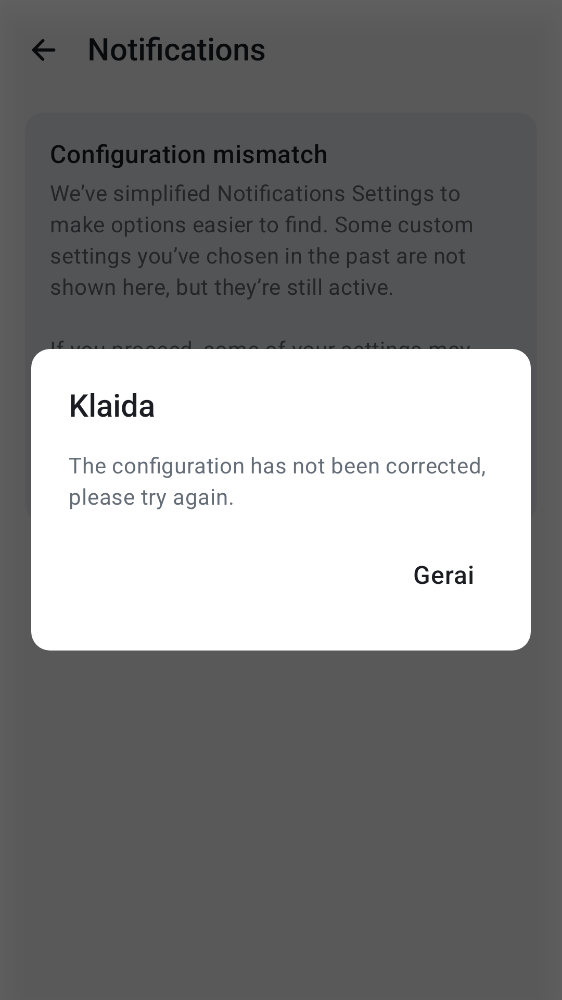 Notifications
Configuration mismatch
We've simplified Notifications Settings to
make options easier to find. Some custom
settings you've chosen in the past are not
shown here, but they're still active.
If you proceed, some of your settings may
Klaida
The configuration has not been corrected,
please try again.
Gerai